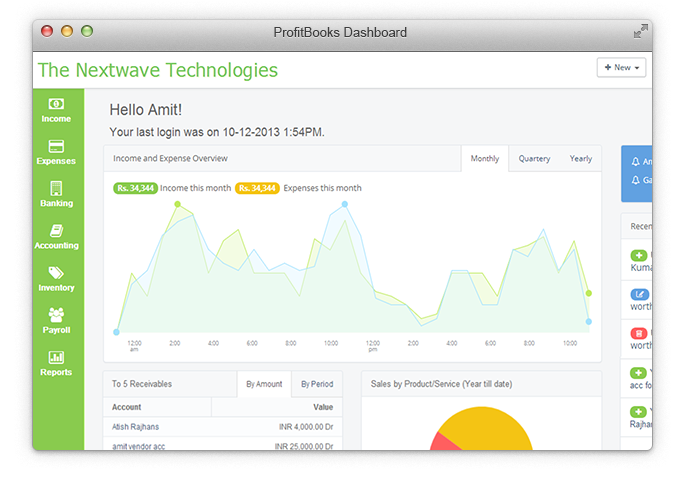 ProfitBooks Dashboard
The Nextwave Technologies
+ New
Income
Expenses
Banking
Accounting
Inventory
Payroll
Reports
Hello Amit!
Your last login was on 10-12-2013 1:54PM.
Income and Expense Overview
Monthly
Quartery
Yearly
Rs. 34,344 Income this month Rs. 34,344 Expenses this month
12:00 am 2:00 4:00 6:00 8:00 10:00 12:00 pm 2:00 4:00 6:00 8:00 10:00
To 5 Receivables
By Amount
By Period
Account Value
Atish Rajhans INR 4,000.00 Dr
amit vendor acc INR 25,000.00 Dr
Sales by Product/Service (Year till date)
An
Ga
Recen
Kuma
worth
worth
acc fo
Rajhan